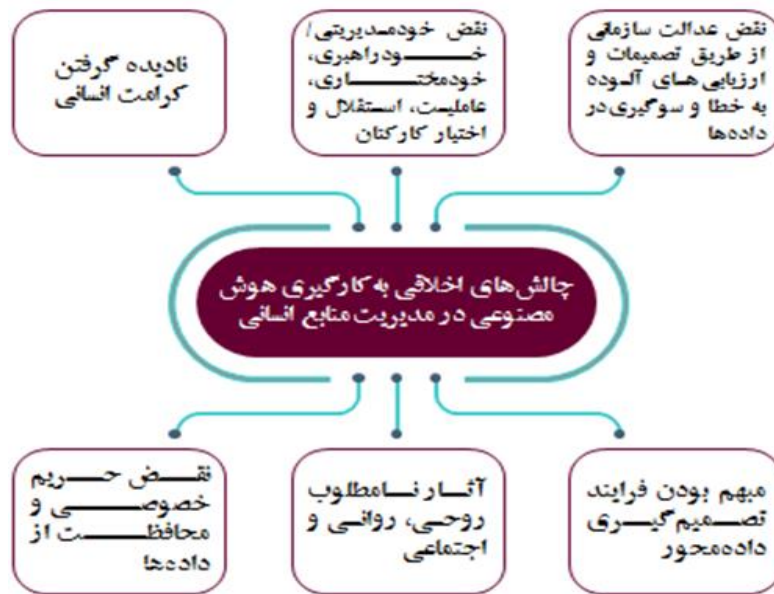 نقض عدالت سازمانی
از طریق تصمیمات و
ارزیابی‌های آلوده
به خطا و سوگیری در
داده‌ها
نقض خودمدیریتی/
خودراهبری،
خودمختاری،
عاملیت، استقلال و
اختیار کارکنان
نادیده گرفتن
کرامت انسانی
چالش‌های اخلاقی به‌کارگیری هوش
مصنوعی در مدیریت منابع انسانی
مبهم بودن فرایند
تصمیم‌گیری
داده‌محور
آثار نامطلوب
روحی، روانی و
اجتماعی
نقض حریم
خصوصی و
محافظت از
داده‌ها